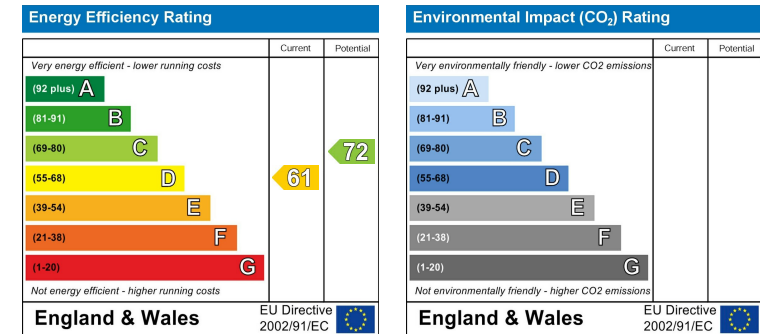 Energy Efficiency Rating
Current Potential
Very energy efficient - lower running costs
(92 plus) A
(81-91) B
(69-80) C
72
(55-68) D
61
(39-54) E
(21-38) F
(1-20) G
Not energy efficient - higher running costs
England & Wales
EU Directive
2002/91/EC
Environmental Impact (CO₂) Rating
Current Potential
Very environmentally friendly - lower CO2 emissions
(92 plus) A
(81-91) B
(69-80) C
(55-68) D
(39-54) E
(21-38) F
(1-20) G
Not environmentally friendly - higher CO2 emissions
England & Wales
EU Directive
2002/91/EC